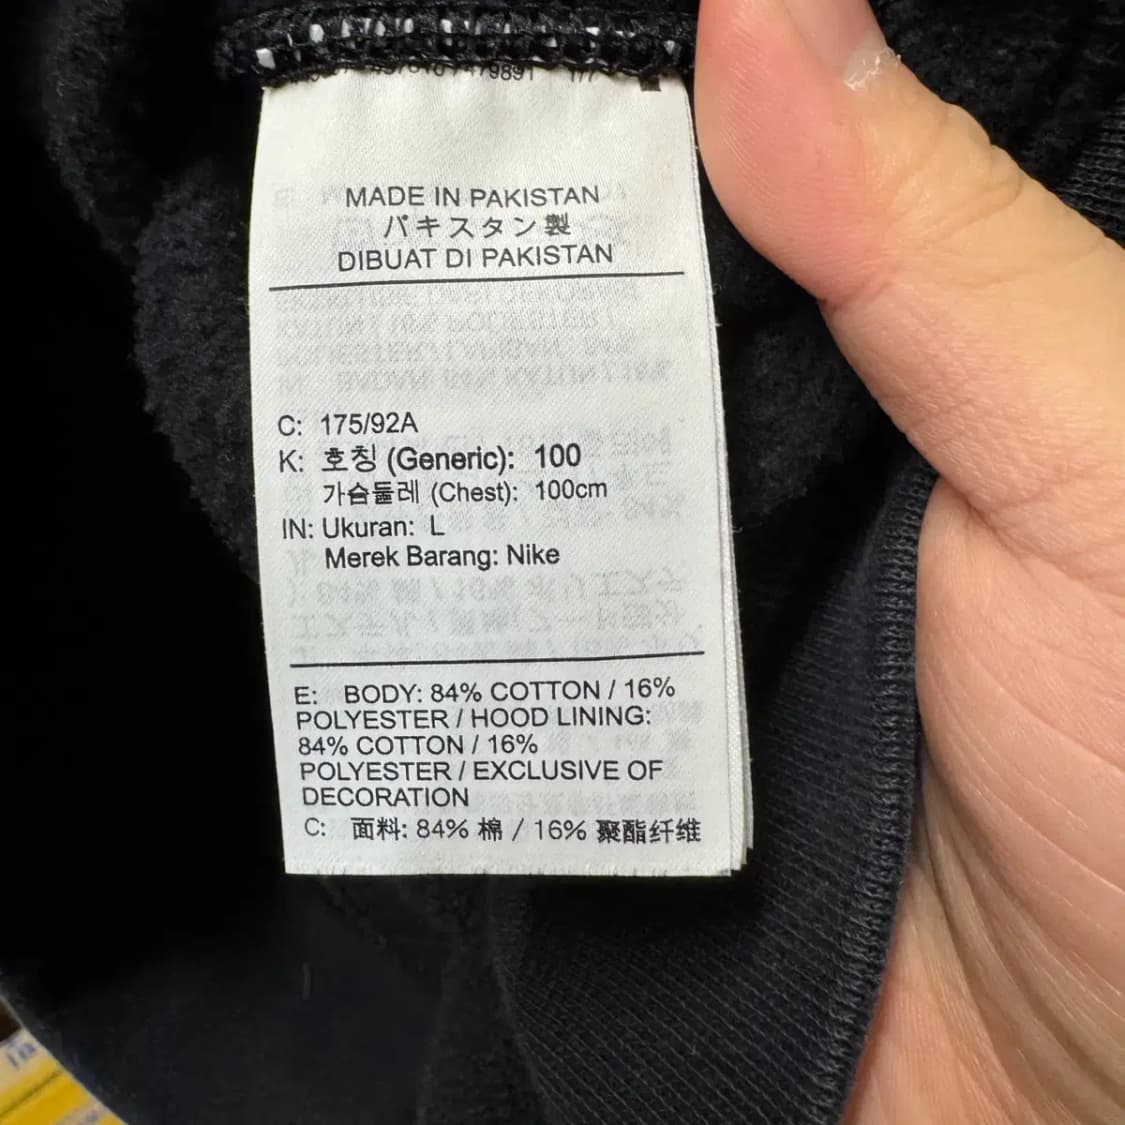 MADE IN PAKISTAN
パキスタン製
DIBUAT DI PAKISTAN
C: 175/92A
K: 호칭 (Generic): 100
가슴둘레 (Chest): 100cm
IN: Ukuran: L
Merek Barang: Nike
E: BODY: 84% COTTON / 16%
POLYESTER / HOOD LINING:
84% COTTON / 16%
POLYESTER / EXCLUSIVE OF
DECORATION
C: 面料: 84% 棉 / 16% 聚酯纤维